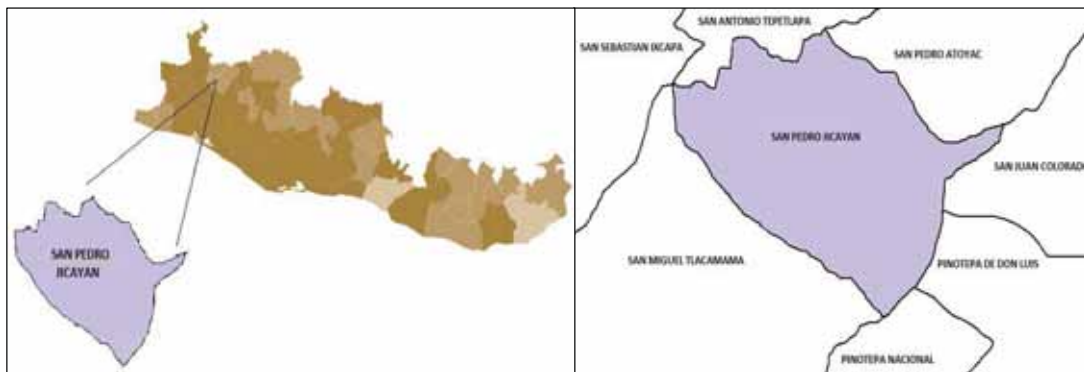 SAN PEDRO
JICAYAN
SAN ANTONIO TEPETLAPA
SAN SEBASTIAN IXCAPA
SAN PEDRO ATOYAC
SAN PEDRO JICAYAN
SAN JUAN COLORADO
SAN MIGUEL TLACAMAMA
PINOTEPA DE DON LUIS
PINOTEPA NACIONAL